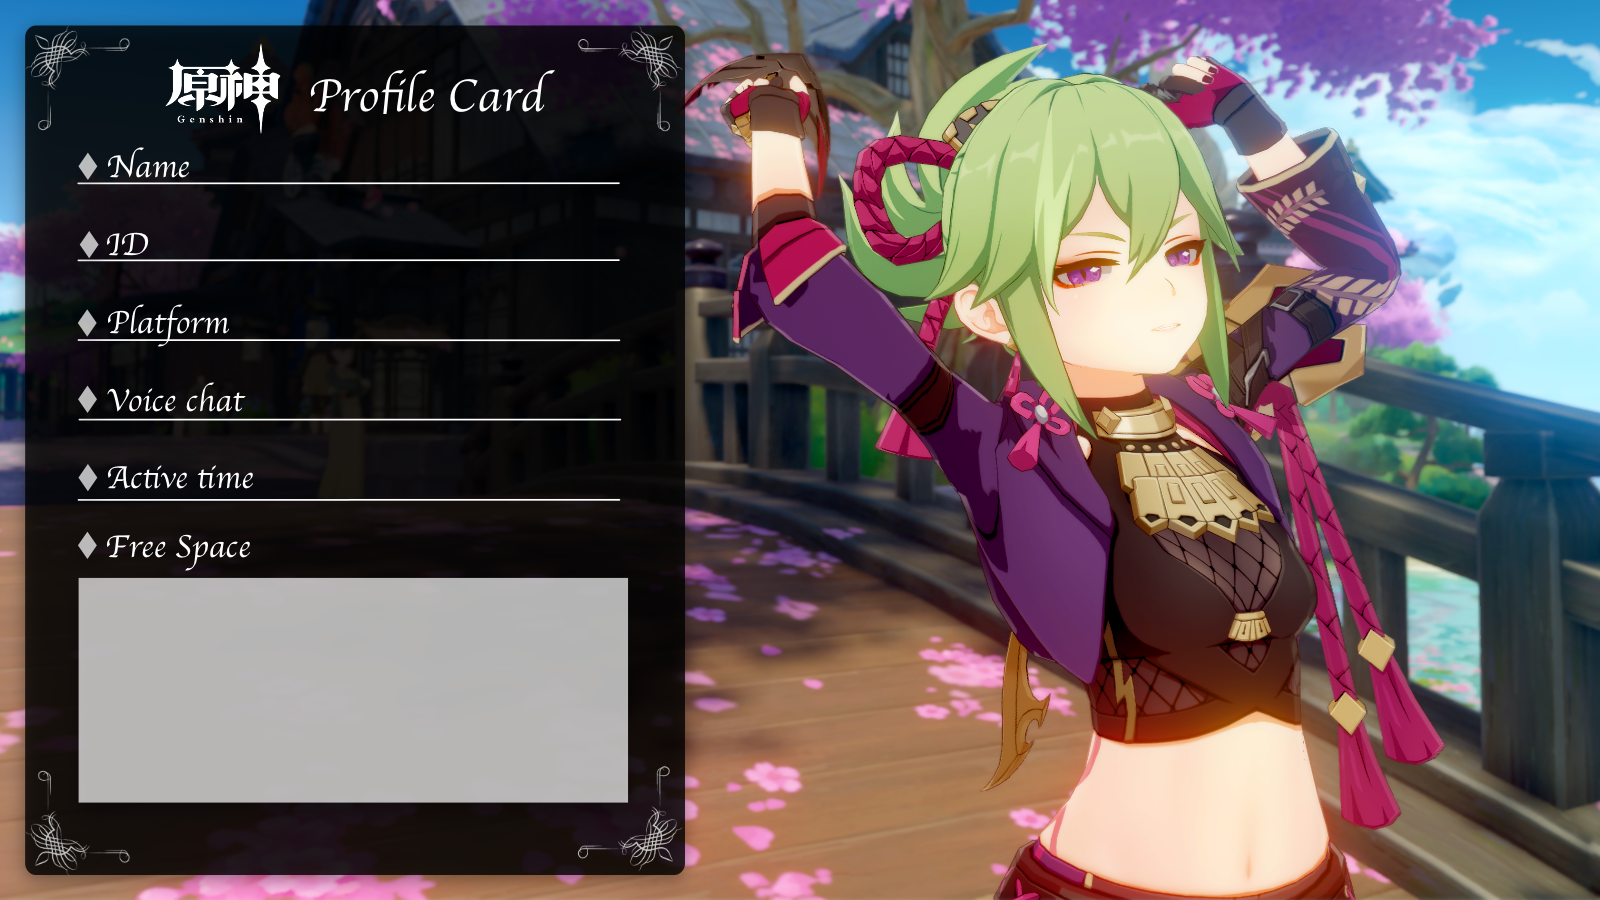 原神
Genshin
Profile Card
Name
ID
Platform
Voice chat
Active time
Free Space